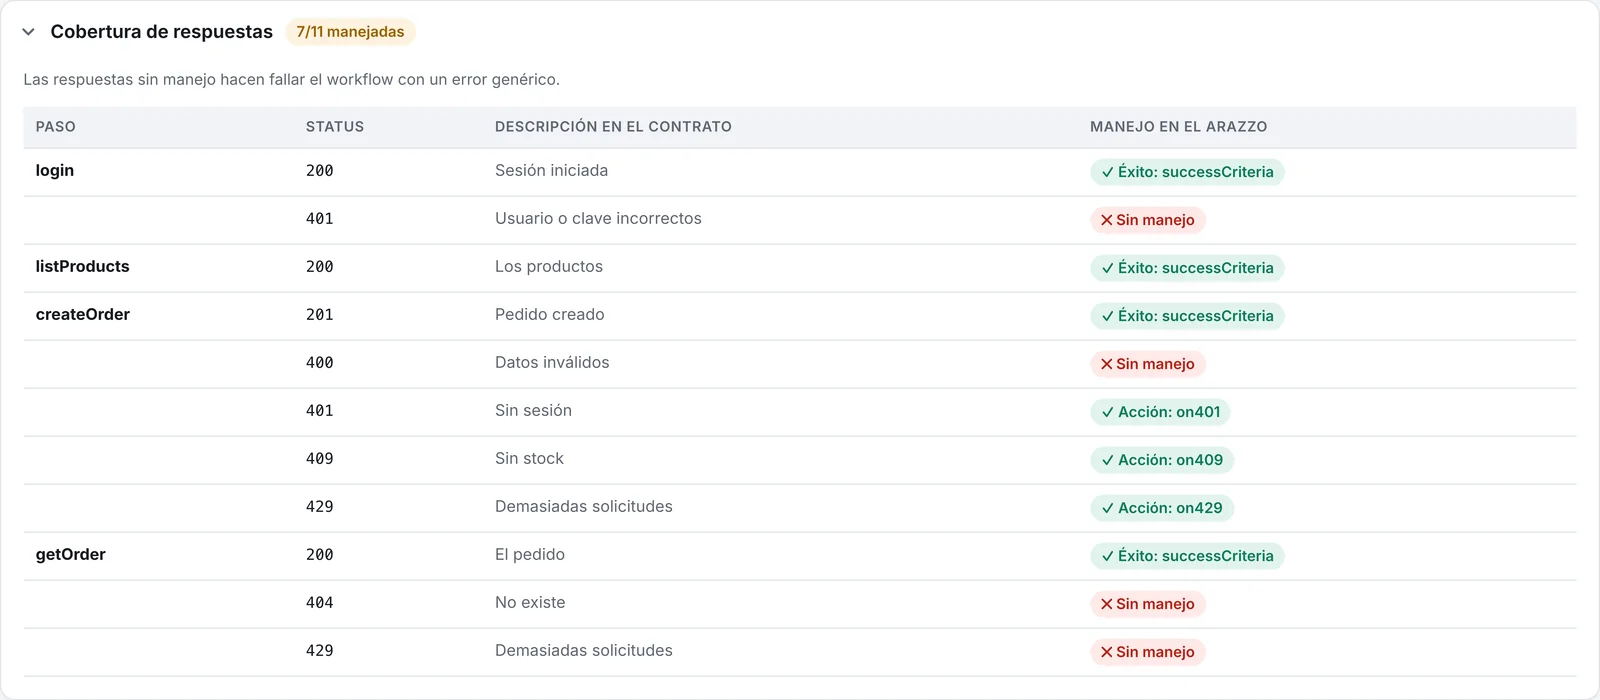 Cobertura de respuestas 7/11 manejadas
Las respuestas sin manejo hacen fallar el workflow con un error genérico.
PASO STATUS DESCRIPCIÓN EN EL CONTRATO MANEJO EN EL ARAZZO
login 200 Sesión iniciada ✓ Éxito: successCriteria
401 Usuario o clave incorrectos ✕ Sin manejo
listProducts 200 Los productos ✓ Éxito: successCriteria
createOrder 201 Pedido creado ✓ Éxito: successCriteria
400 Datos inválidos ✕ Sin manejo
401 Sin sesión ✓ Acción: on401
409 Sin stock ✓ Acción: on409
429 Demasiadas solicitudes ✓ Acción: on429
getOrder 200 El pedido ✓ Éxito: successCriteria
404 No existe ✕ Sin manejo
429 Demasiadas solicitudes ✕ Sin manejo